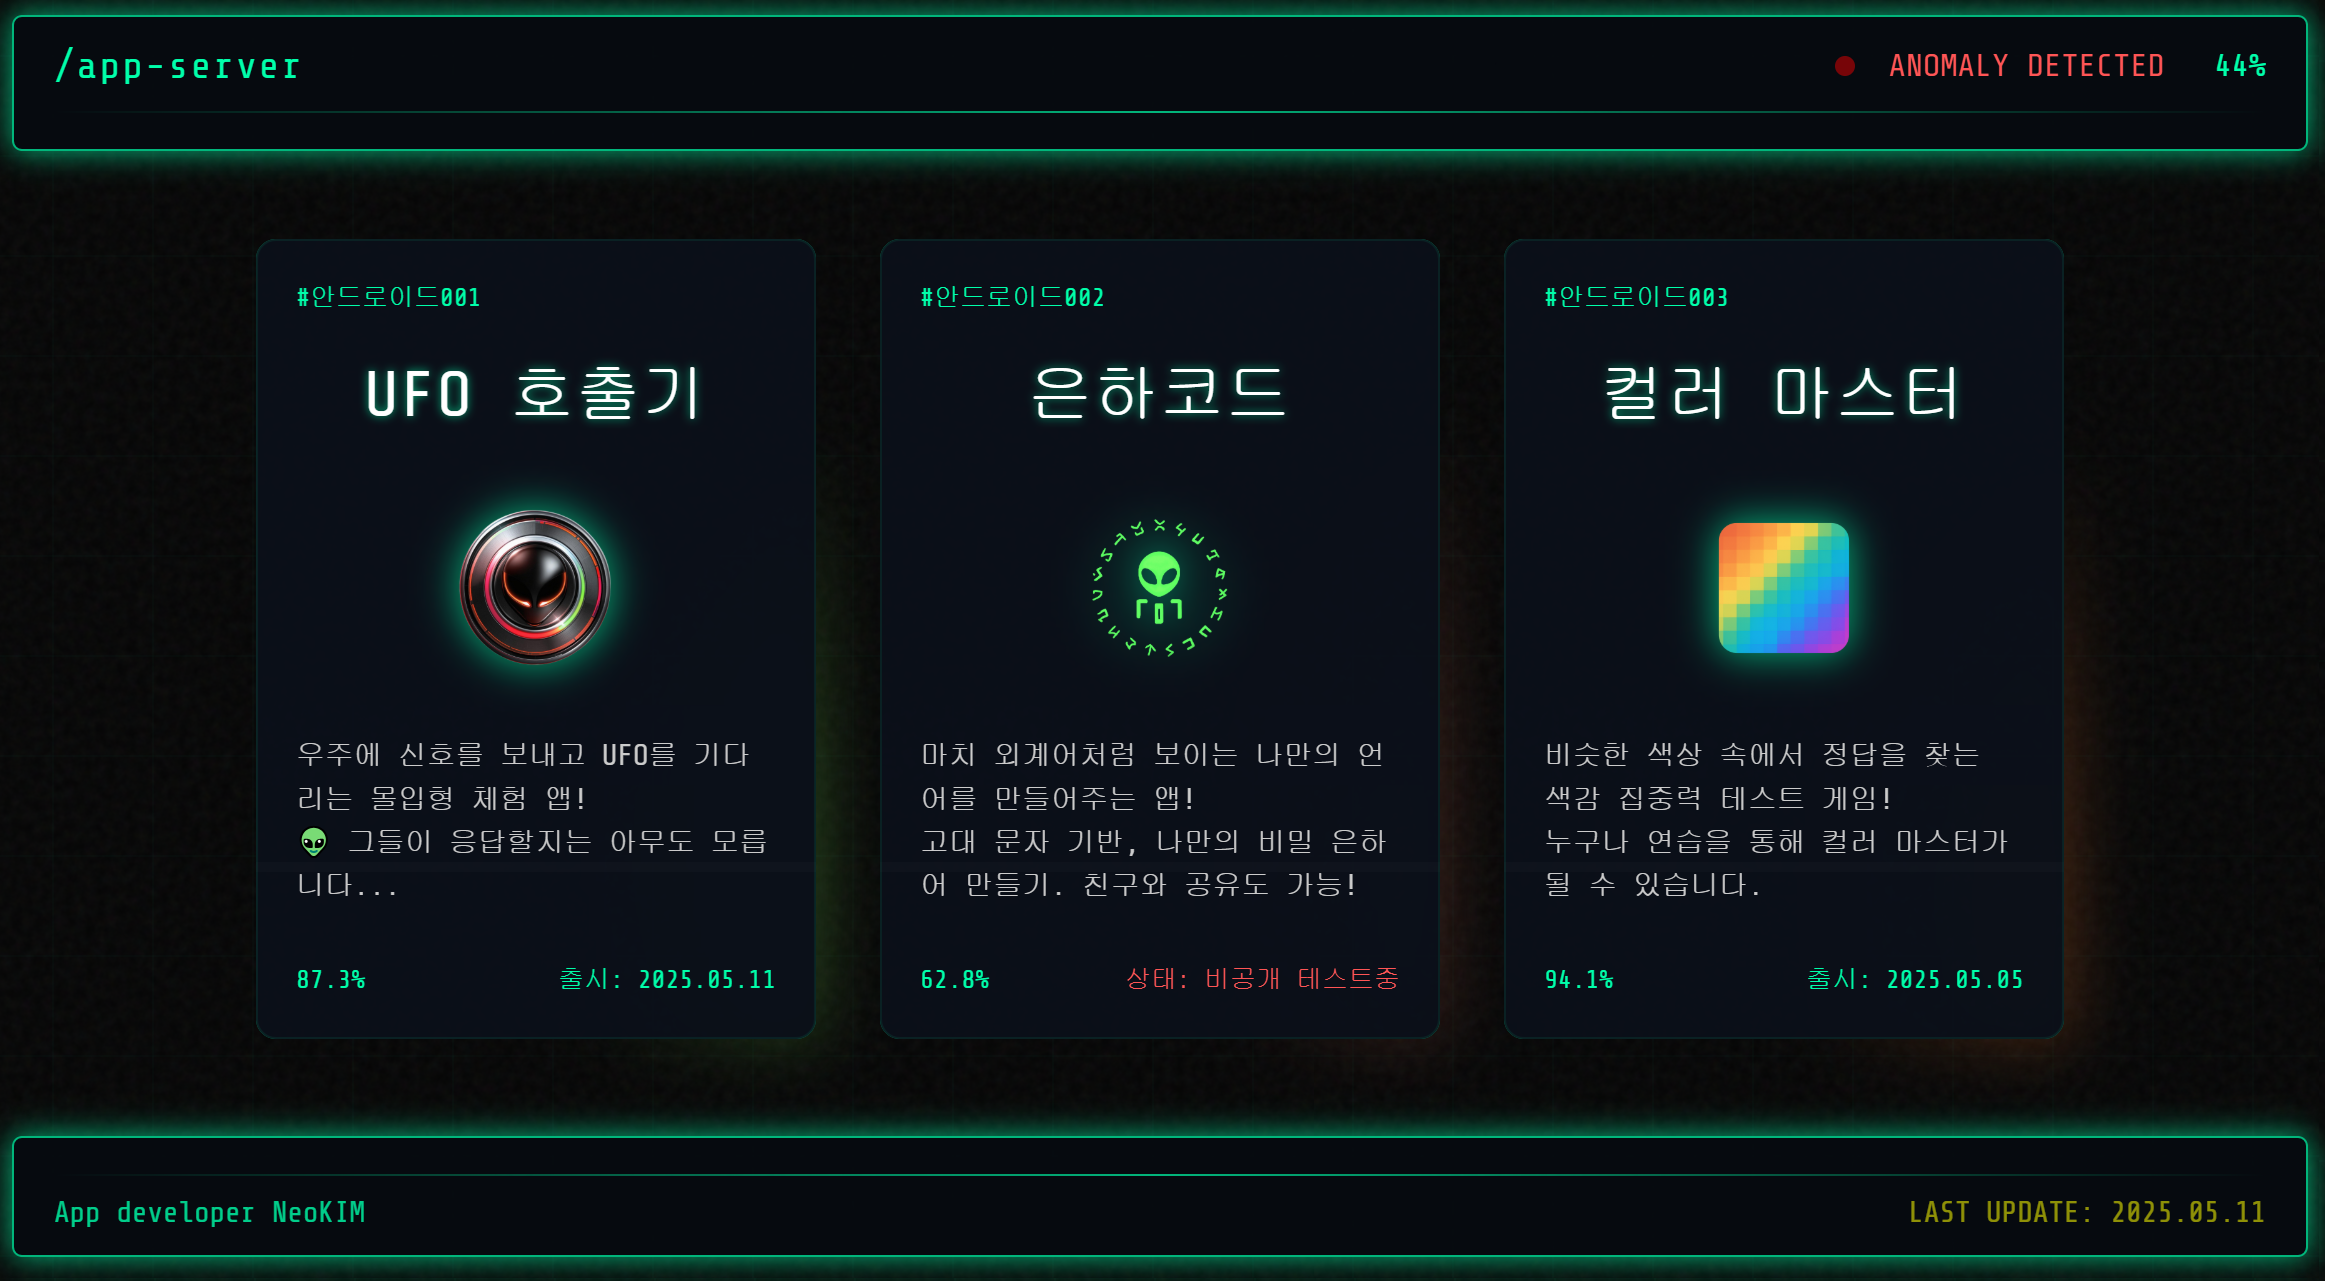 /app-server
ANOMALY DETECTED 44%
#안드로이드001
UFO 호출기
우주에 신호를 보내고 UFO를 기다
리는 몰입형 체험 앱!
👽 그들이 응답할지는 아무도 모릅
니다...
87.3% 출시: 2025.05.11
#안드로이드002
은하코드
마치 외계어처럼 보이는 나만의 언
어를 만들어주는 앱!
고대 문자 기반, 나만의 비밀 은하
어 만들기. 친구와 공유도 가능!
62.8% 상태: 비공개 테스트중
#안드로이드003
컬러 마스터
비슷한 색상 속에서 정답을 찾는
색감 집중력 테스트 게임!
누구나 연습을 통해 컬러 마스터가
될 수 있습니다.
94.1% 출시: 2025.05.05
App developer NeoKIM
LAST UPDATE: 2025.05.11